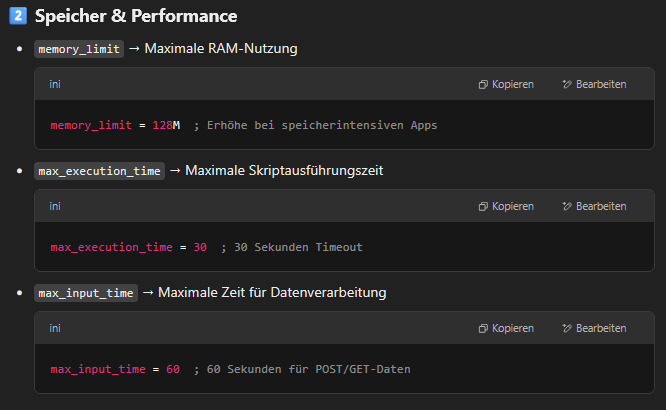 2 Speicher & Performance
• memory_limit → Maximale RAM-Nutzung
ini Kopieren Bearbeiten
memory_limit = 128M ; Erhöhe bei speicherintensiven Apps
• max_execution_time → Maximale Skriptausführungszeit
ini Kopieren Bearbeiten
max_execution_time = 30 ; 30 Sekunden Timeout
• max_input_time → Maximale Zeit für Datenverarbeitung
ini Kopieren Bearbeiten
max_input_time = 60 ; 60 Sekunden für POST/GET-Daten